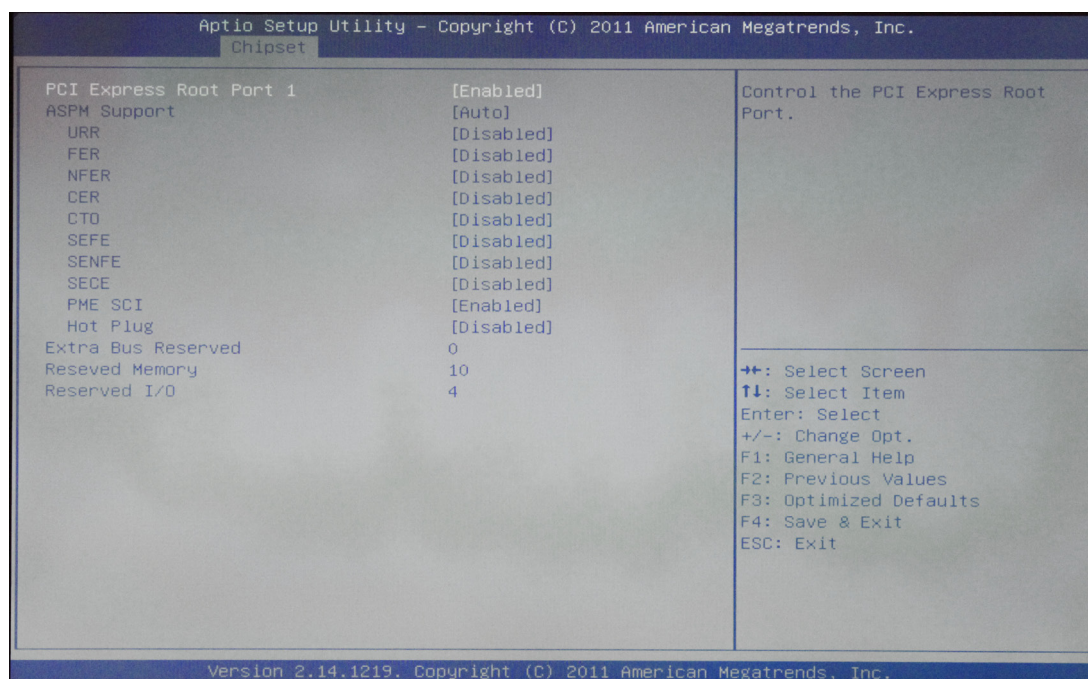 Aptio Setup Utility – Copyright (C) 2011 American Megatrends, Inc.
Chipset
PCI Express Root Port 1 [Enabled]
ASPM Support [Auto]
URR [Disabled]
FER [Disabled]
NFER [Disabled]
CER [Disabled]
CTO [Disabled]
SEFE [Disabled]
SENFE [Disabled]
SECE [Disabled]
PME SCI [Enabled]
Hot Plug [Disabled]
Extra Bus Reserved 0
Reseved Memory 10
Reserved I/O 4
Control the PCI Express Root
Port.
→←: Select Screen
↑↓: Select Item
Enter: Select
+/-: Change Opt.
F1: General Help
F2: Previous Values
F3: Optimized Defaults
F4: Save & Exit
ESC: Exit
Version 2.14.1219. Copyright (C) 2011 American Megatrends, Inc.